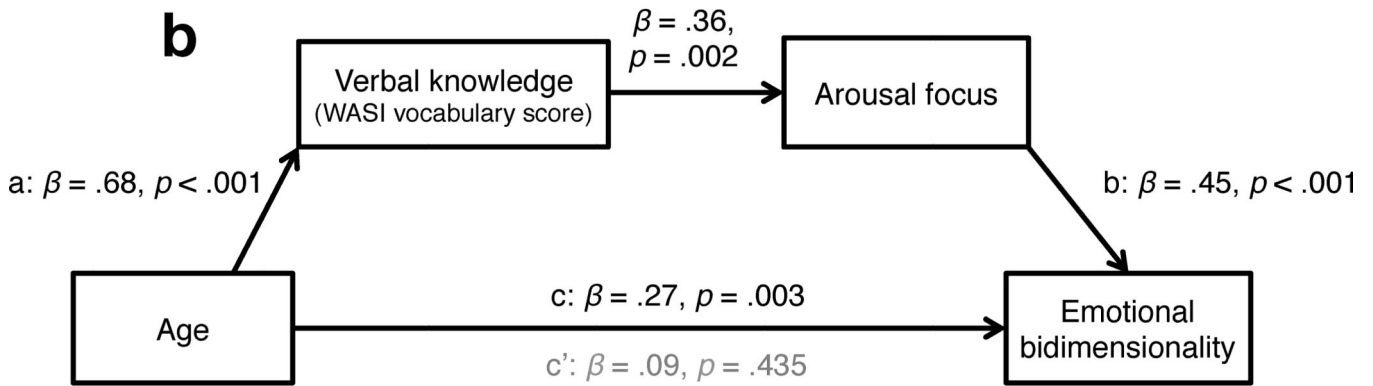 b
β = .36,
p = .002
Verbal knowledge
(WASI vocabulary score)
Arousal focus
a: β = .68, p < .001
b: β = .45, p < .001
Age
c: β = .27, p = .003
c’: β = .09, p = .435
Emotional
bidimensionality